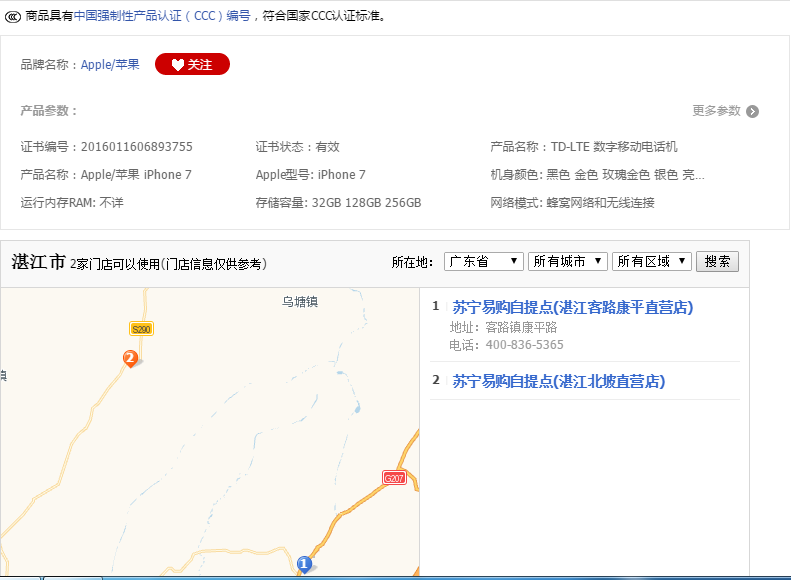 商品具有中国强制性产品认证（CCC）编号，符合国家CCC认证标准。
品牌名称：Apple/苹果 关注
产品参数： 更多参数
证书编号：2016011606893755 证书状态：有效 产品名称：TD-LTE 数字移动电话机
产品名称：Apple/苹果 iPhone 7 Apple型号: iPhone 7 机身颜色: 黑色 金色 玫瑰金色 银色 亮...
运行内存RAM: 不详 存储容量: 32GB 128GB 256GB 网络模式: 蜂窝网络和无线连接
湛江市 2家门店可以使用(门店信息仅供参考) 所在地： 广东省 所有城市 所有区域 搜索
乌塘镇
S290
2
镇
G207
1
1 苏宁易购自提点(湛江客路康平直营店)
地址：客路镇康平路
电话：400-836-5365
2 苏宁易购自提点(湛江北坡直营店)